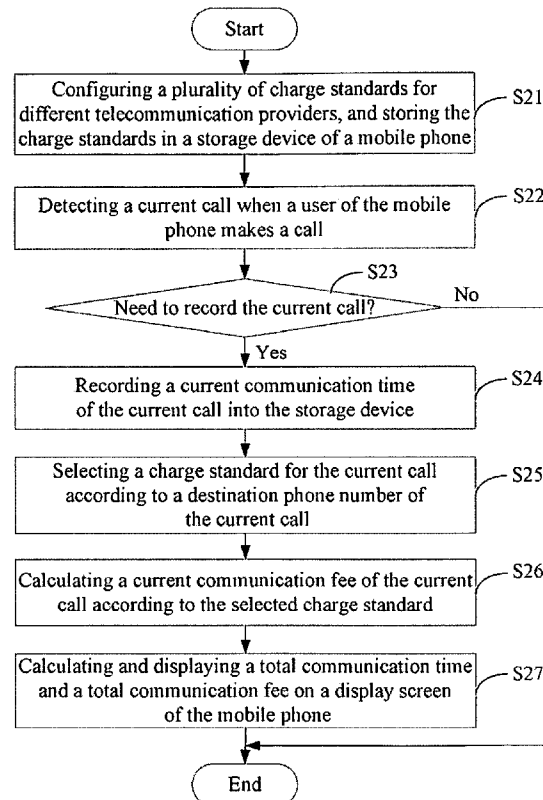 Start
Configuring a plurality of charge standards for
different telecommunication providers, and storing the
charge standards in a storage device of a mobile phone
S21
Detecting a current call when a user of the mobile
phone makes a call
S22
S23
Need to record the current call?
No
Yes
Recording a current communication time
of the current call into the storage device
S24
Selecting a charge standard for the current call
according to a destination phone number of
the current call
S25
Calculating a current communication fee of the current
call according to the selected charge standard
S26
Calculating and displaying a total communication time
and a total communication fee on a display screen
of the mobile phone
S27
End